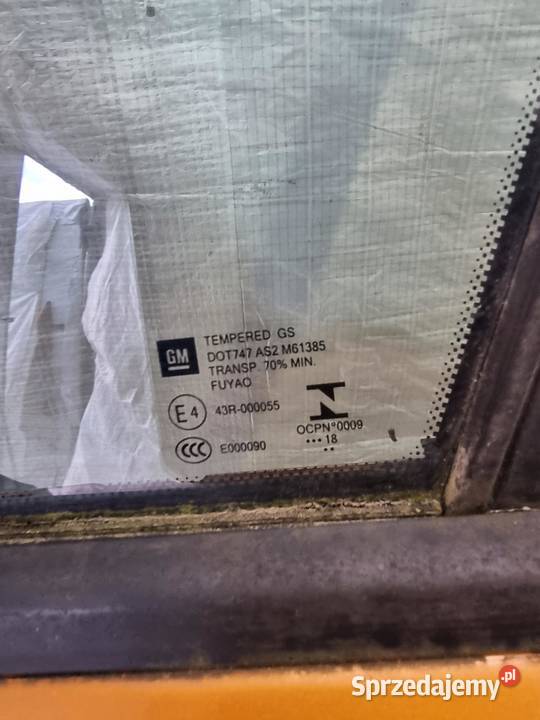 GM
TEMPERED GS
DOT747 AS2 M61385
TRANSP. 70% MIN.
FUYAO
E4 43R-000055
CCC E000090
OCPN°0009
••• 18
••
Sprzedajemy.pl